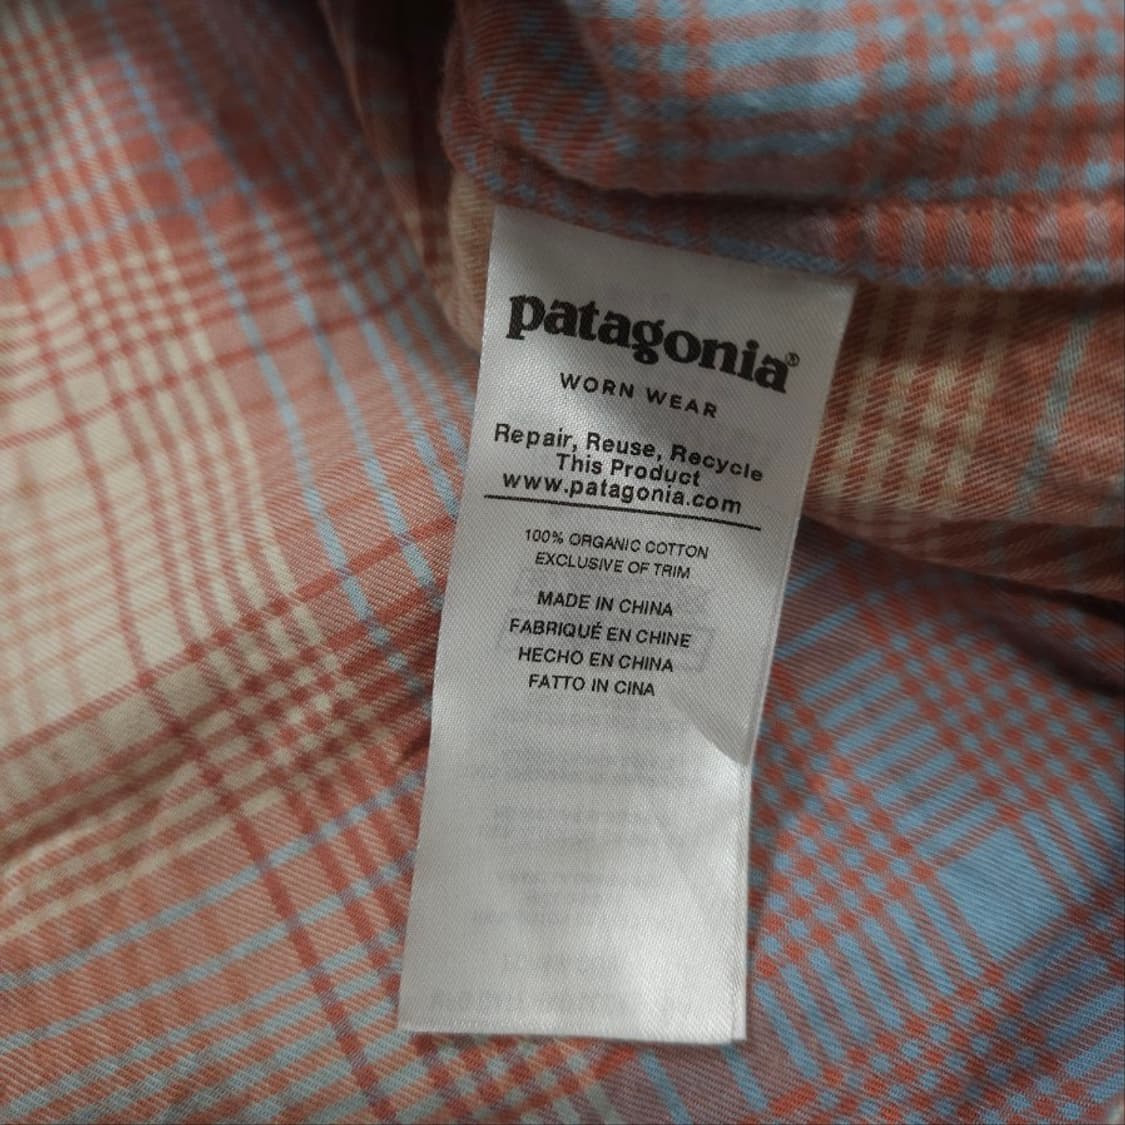 patagonia®
WORN WEAR
Repair, Reuse, Recycle
This Product
www.patagonia.com
100% ORGANIC COTTON
EXCLUSIVE OF TRIM
MADE IN CHINA
FABRIQUÉ EN CHINE
HECHO EN CHINA
FATTO IN CINA